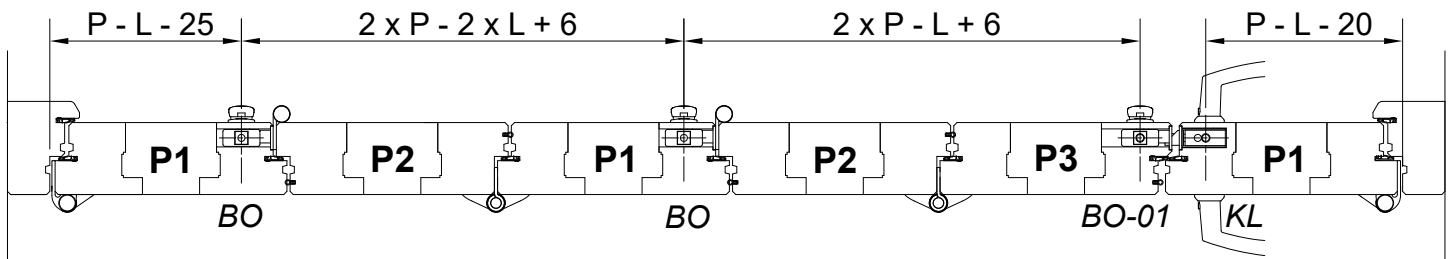 P - L - 25 2 x P - 2 x L + 6 2 x P - L + 6 P - L - 20
P1 P2 P1 P2 P3 P1
BO BO BO-01 KL